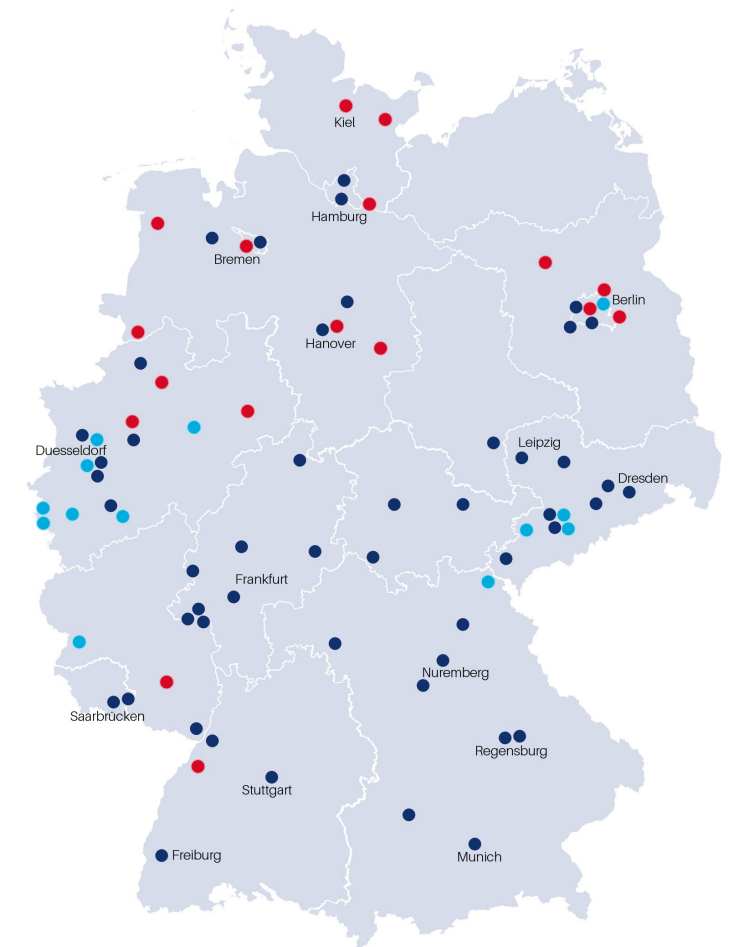 Kiel
Hamburg
Bremen
Berlin
Hanover
Leipzig
Duesseldorf
Dresden
Frankfurt
Nuremberg
Saarbrücken
Regensburg
Stuttgart
Freiburg
Munich